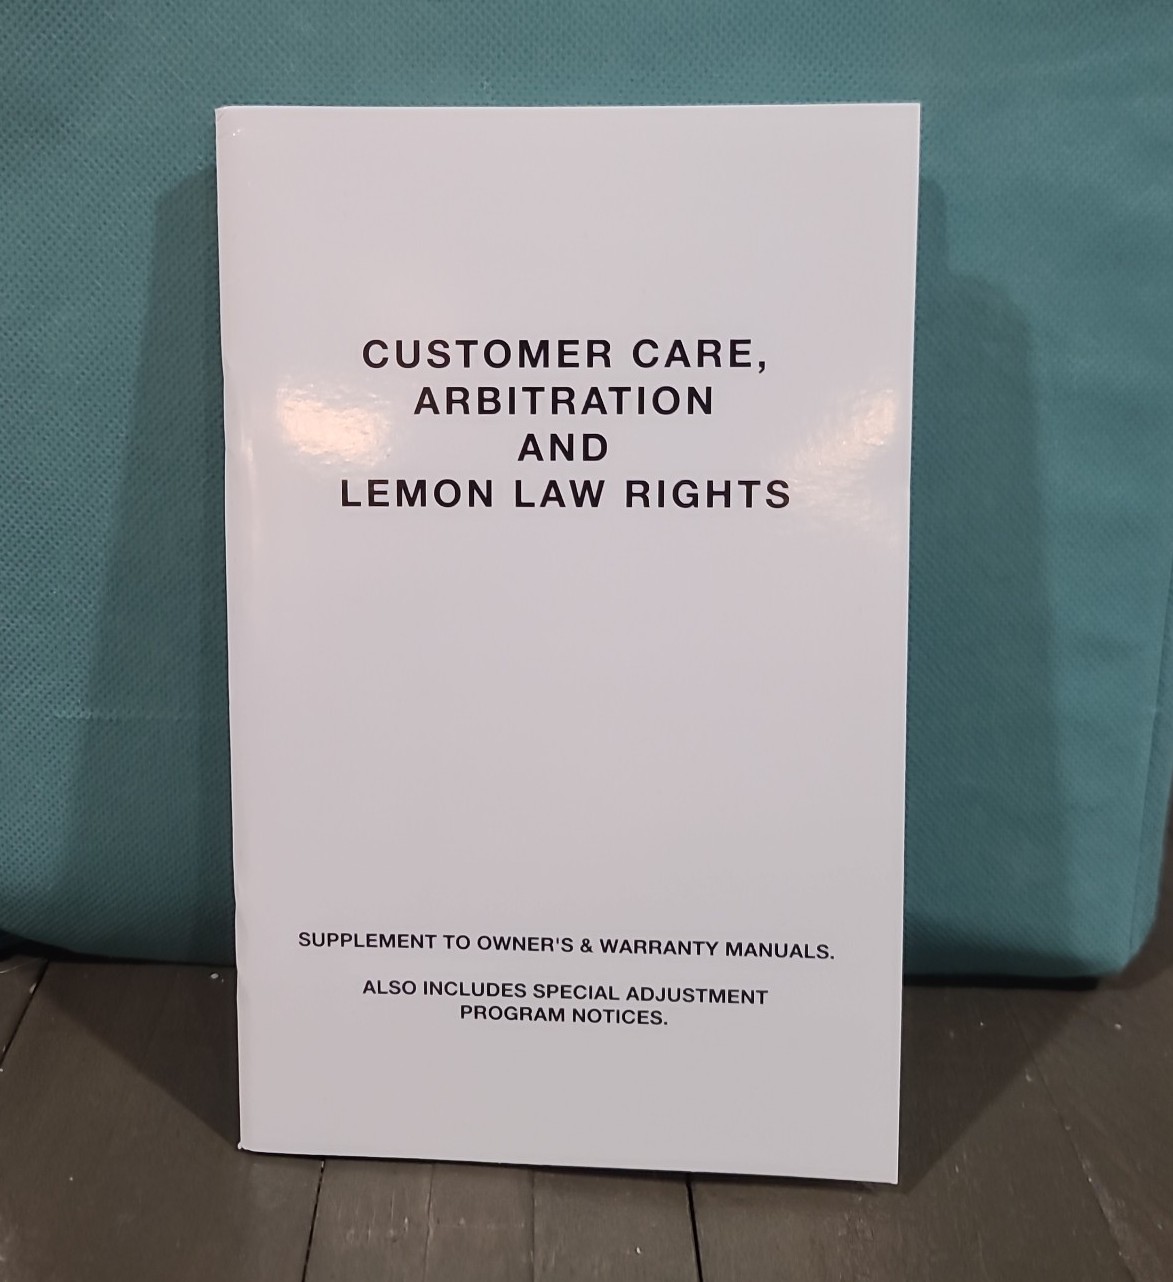 CUSTOMER CARE,
ARBITRATION
AND
LEMON LAW RIGHTS
SUPPLEMENT TO OWNER'S & WARRANTY MANUALS.
ALSO INCLUDES SPECIAL ADJUSTMENT
PROGRAM NOTICES.